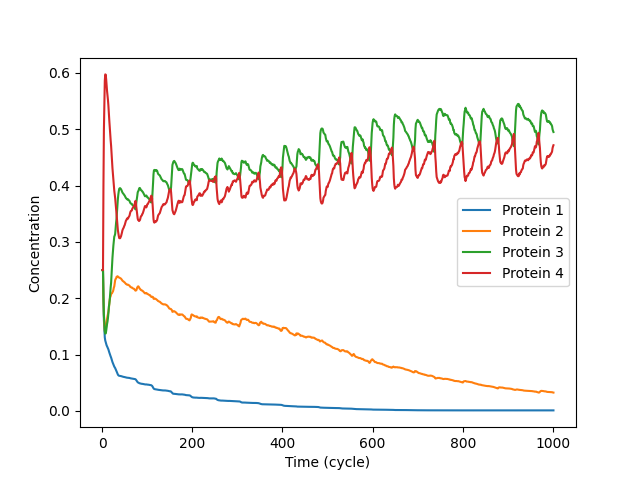 0.6
0.5
0.4
0.3
0.2
0.1
0.0
Concentration
Protein 1
Protein 2
Protein 3
Protein 4
0
200
400
600
800
1000
Time (cycle)